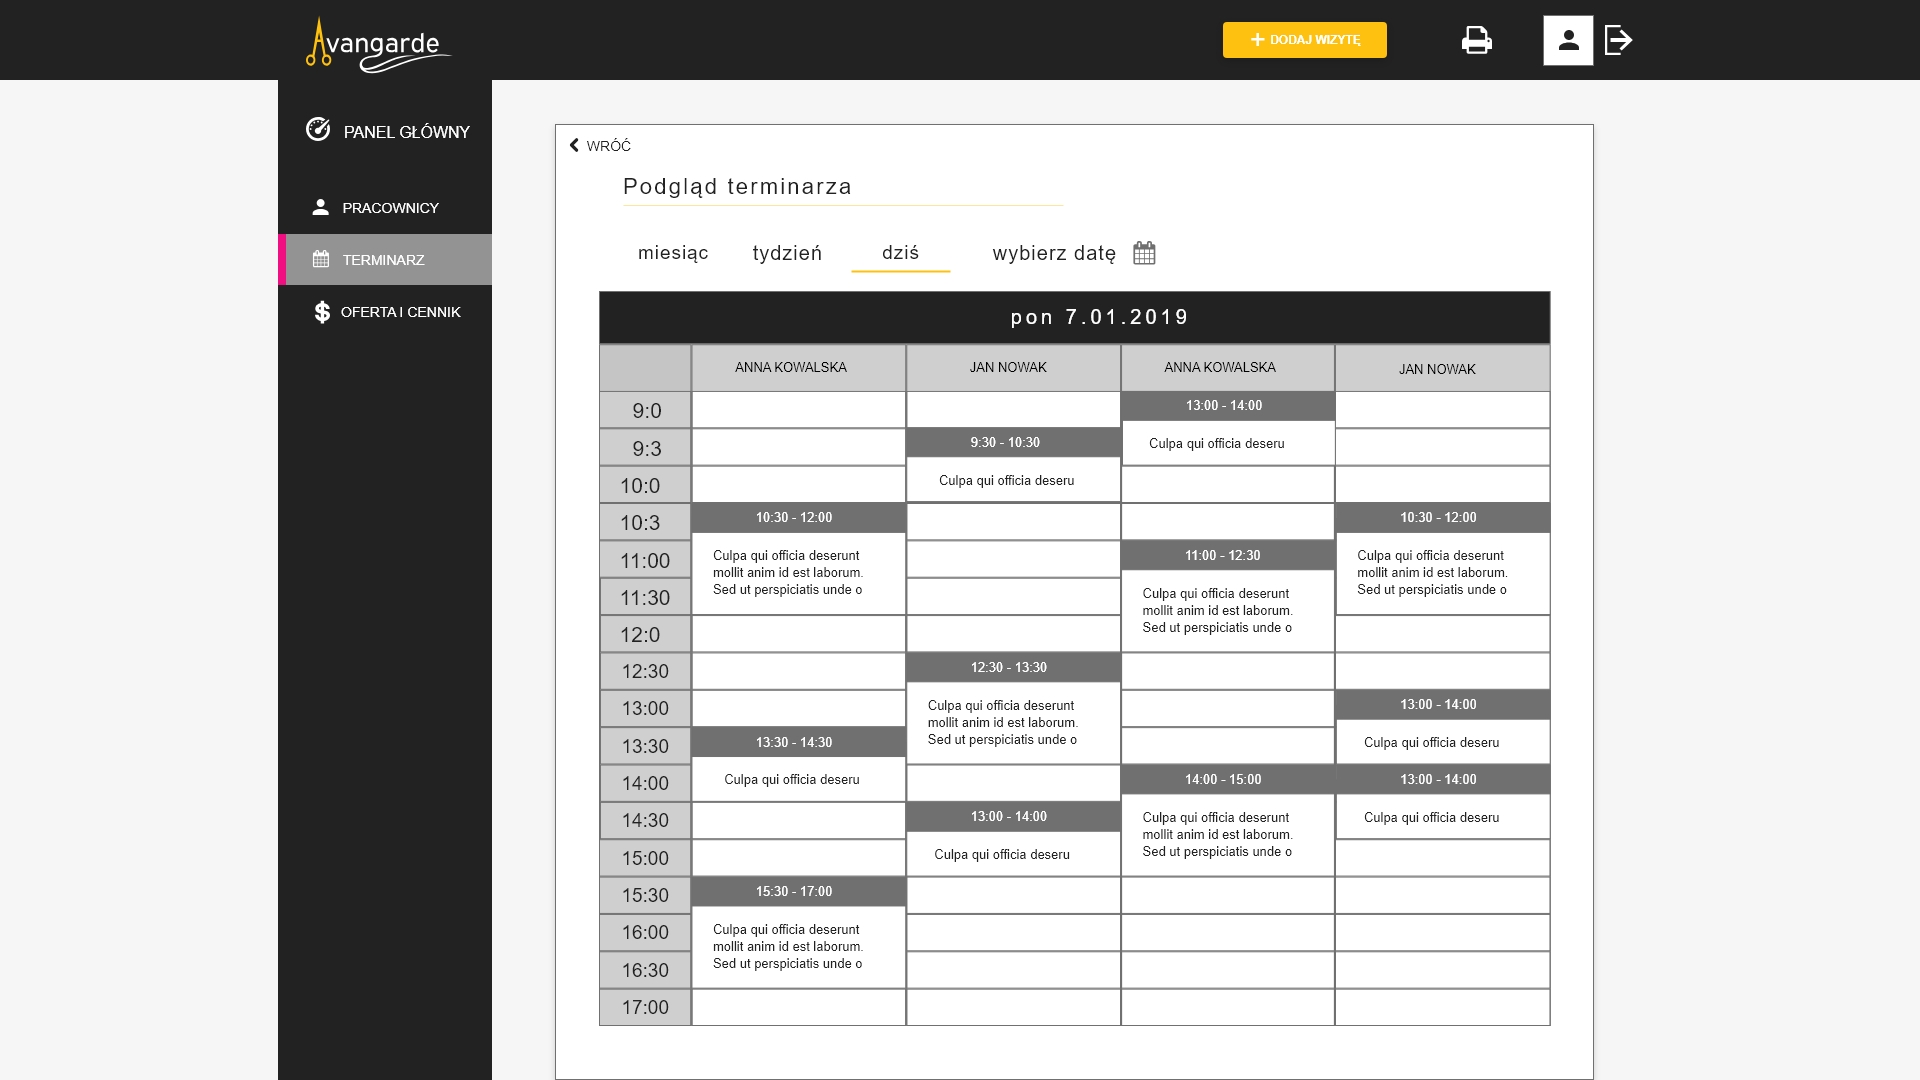 Avangarde
DODAJ WIZYTĘ
PANEL GŁÓWNY
PRACOWNICY
TERMINARZ
OFERTA I CENNIK
WRÓĆ
Podgląd terminarza
miesiąc tydzień dziś wybierz datę
pon 7.01.2019
ANNA KOWALSKA JAN NOWAK ANNA KOWALSKA JAN NOWAK
9:0
9:3
10:0
10:3
11:00
11:30
12:0
12:30
13:00
13:30
14:00
14:30
15:00
15:30
16:00
16:30
17:00
10:30 - 12:00
Culpa qui officia deserunt
mollit anim id est laborum.
Sed ut perspiciatis unde o
13:30 - 14:30
Culpa qui officia deseru
15:30 - 17:00
Culpa qui officia deserunt
mollit anim id est laborum.
Sed ut perspiciatis unde o
9:30 - 10:30
Culpa qui officia deseru
12:30 - 13:30
Culpa qui officia deserunt
mollit anim id est laborum.
Sed ut perspiciatis unde o
13:00 - 14:00
Culpa qui officia deseru
13:00 - 14:00
Culpa qui officia deseru
11:00 - 12:30
Culpa qui officia deserunt
mollit anim id est laborum.
Sed ut perspiciatis unde o
14:00 - 15:00
Culpa qui officia deserunt
mollit anim id est laborum.
Sed ut perspiciatis unde o
10:30 - 12:00
Culpa qui officia deserunt
mollit anim id est laborum.
Sed ut perspiciatis unde o
13:00 - 14:00
Culpa qui officia deseru
13:00 - 14:00
Culpa qui officia deseru